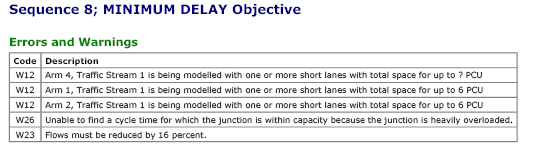 Sequence 8; MINIMUM DELAY Objective
Errors and Warnings
Code Description
W12 Arm 4, Traffic Stream 1 is being modelled with one or more short lanes with total space for up to ? PCU
W12 Arm 1, Traffic Stream 1 is being modelled with one or more short lanes with total space for up to 6 PCU
W12 Arm 2, Traffic Stream 1 is being modelled with one or more short lanes with total space for up to 6 PCU
W26 Unable to find a cycle time for which the junction is within capacity because the junction is heavily overloaded.
W23 Flows must be reduced by 16 percent.